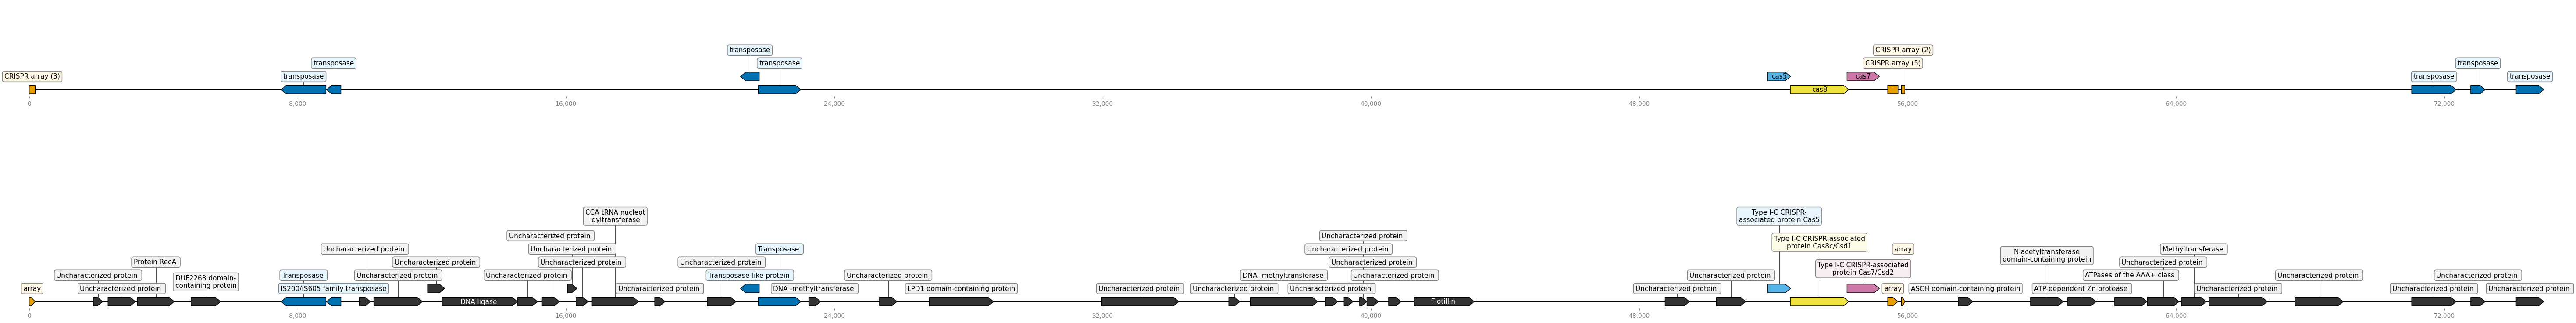 CRISPR array (2)
transposase
transposase
transposase
transposase
CRISPR array (5)
transposase
CRISPR array (3)
transposase
cas5
cas7
transposase
transposase
cas8
0
8,000
16,000
24,000
32,000
40,000
48,000
56,000
64,000
72,000
CCA tRNA nucleot
idyltransferase
Type I-C CRISPR-
associated protein Cas5
Uncharacterized protein
Uncharacterized protein
Type I-C CRISPR-associated
protein Cas8c/Csd1
Uncharacterized protein
Uncharacterized protein
Transposase
Uncharacterized protein
array
N-acetyltransferase
domain-containing protein
Methyltransferase
Protein RecA
Uncharacterized protein
Uncharacterized protein
Uncharacterized protein
Uncharacterized protein
Type I-C CRISPR-associated
protein Cas7/Csd2
Uncharacterized protein
Uncharacterized protein
DUF2263 domain-
containing protein
Transposase
Uncharacterized protein
Uncharacterized protein
Transposase-like protein
Uncharacterized protein
DNA -methyltransferase
Uncharacterized protein
Uncharacterized protein
ATPases of the AAA+ class
Uncharacterized protein
Uncharacterized protein
array
Uncharacterized protein
IS200/IS605 family transposase
Uncharacterized protein
DNA -methyltransferase
LPD1 domain-containing protein
Uncharacterized protein
Uncharacterized protein
Uncharacterized protein
Uncharacterized protein
array
ASCH domain-containing protein
ATP-dependent Zn protease
Uncharacterized protein
Uncharacterized protein
Uncharacterized protein
DNA ligase
Flotillin
0
8,000
16,000
24,000
32,000
40,000
48,000
56,000
64,000
72,000